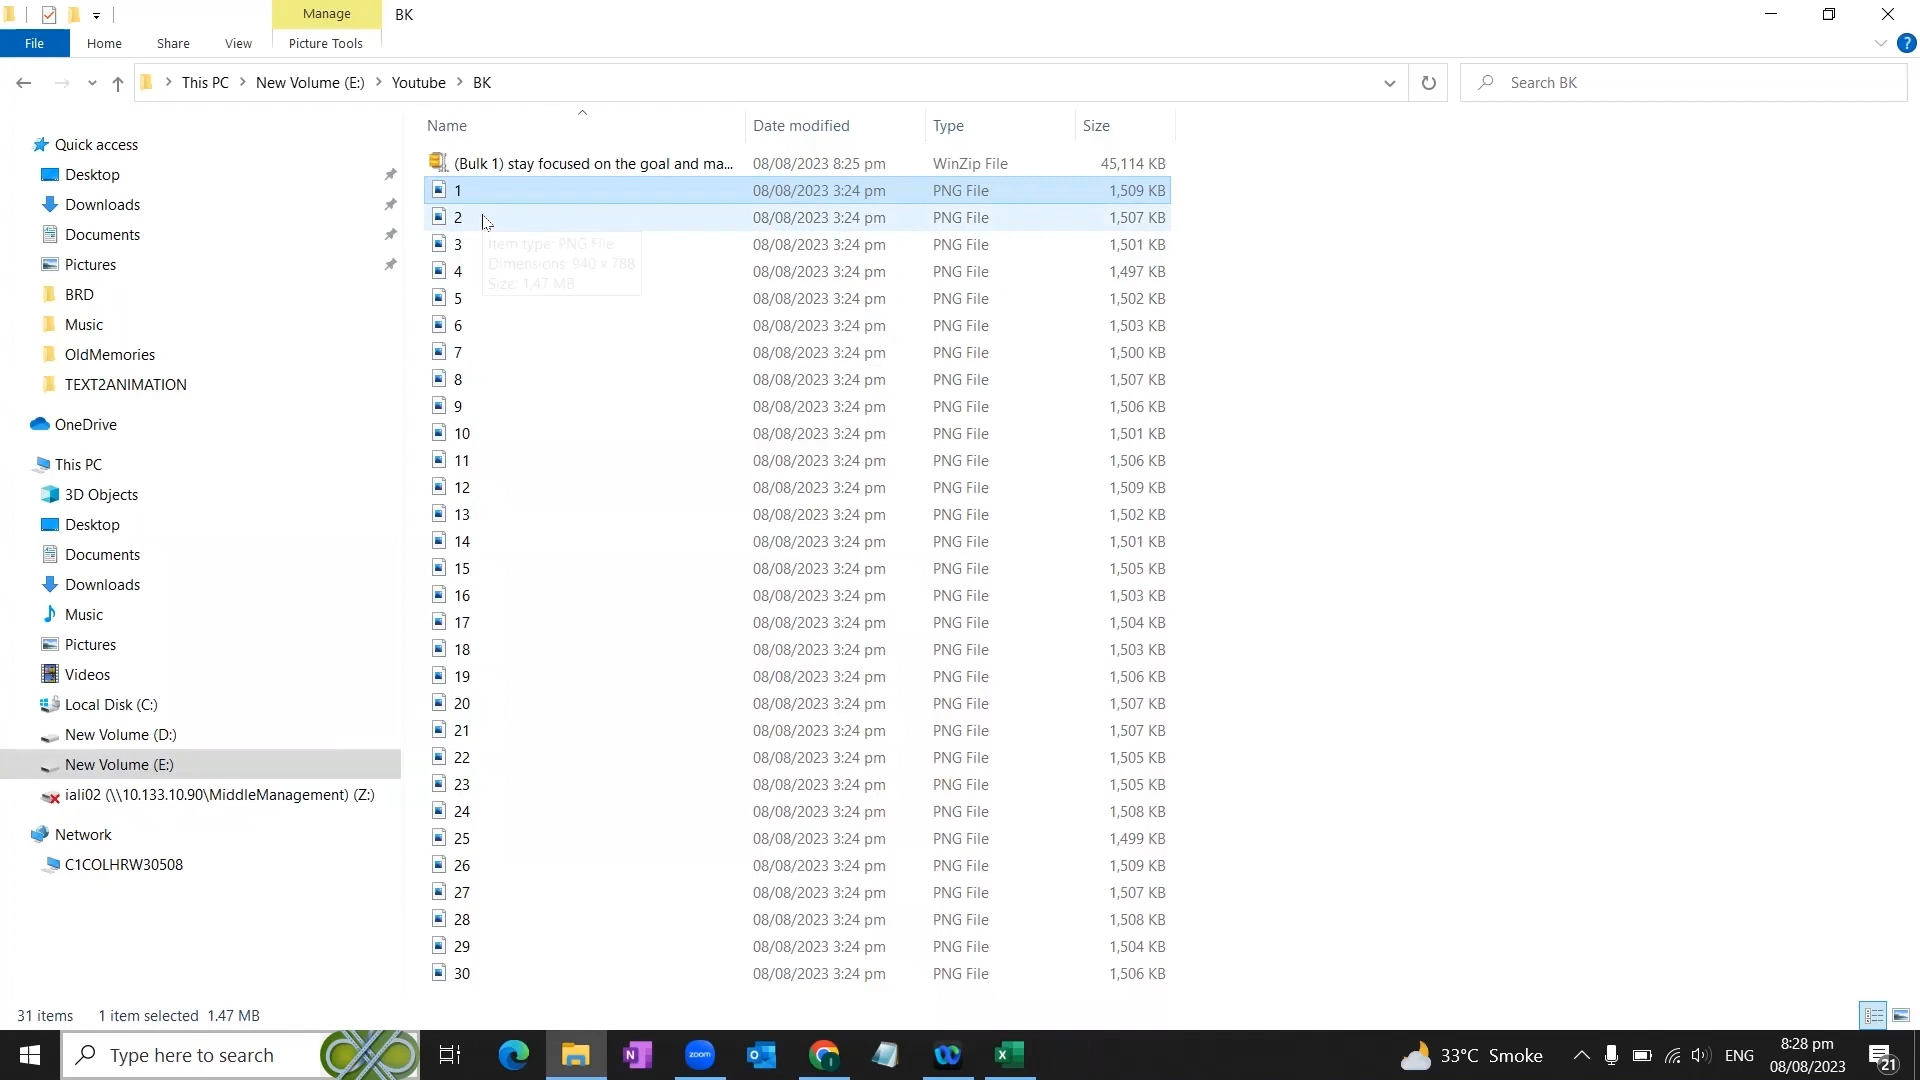 Manage
BK
File
Home
Share
View
Picture Tools
?
This PC
New Volume (E:)
Youtube
BK
Search BK
Name
Date modified
Type
Size
Quick access
Desktop
Downloads
Documents
Pictures
BRD
Music
OldMemories
TEXT2ANIMATION
OneDrive
This PC
3D Objects
Desktop
Documents
Downloads
Music
Pictures
Videos
Local Disk (C:)
New Volume (D:)
New Volume (E:)
iali02 (\\10.133.10.90\MiddleManagement) (Z:)
Network
C1COLHRW30508
(Bulk 1) stay focused on the goal and ma... 08/08/2023 8:25 pm WinZip File 45,114 KB
1 08/08/2023 3:24 pm PNG File 1,509 KB
2 08/08/2023 3:24 pm PNG File 1,507 KB
3 08/08/2023 3:24 pm PNG File 1,501 KB
4 08/08/2023 3:24 pm PNG File 1,497 KB
5 08/08/2023 3:24 pm PNG File 1,502 KB
6 08/08/2023 3:24 pm PNG File 1,503 KB
7 08/08/2023 3:24 pm PNG File 1,500 KB
8 08/08/2023 3:24 pm PNG File 1,507 KB
9 08/08/2023 3:24 pm PNG File 1,506 KB
10 08/08/2023 3:24 pm PNG File 1,501 KB
11 08/08/2023 3:24 pm PNG File 1,506 KB
12 08/08/2023 3:24 pm PNG File 1,509 KB
13 08/08/2023 3:24 pm PNG File 1,502 KB
14 08/08/2023 3:24 pm PNG File 1,501 KB
15 08/08/2023 3:24 pm PNG File 1,505 KB
16 08/08/2023 3:24 pm PNG File 1,503 KB
17 08/08/2023 3:24 pm PNG File 1,504 KB
18 08/08/2023 3:24 pm PNG File 1,503 KB
19 08/08/2023 3:24 pm PNG File 1,506 KB
20 08/08/2023 3:24 pm PNG File 1,507 KB
21 08/08/2023 3:24 pm PNG File 1,507 KB
22 08/08/2023 3:24 pm PNG File 1,505 KB
23 08/08/2023 3:24 pm PNG File 1,505 KB
24 08/08/2023 3:24 pm PNG File 1,508 KB
25 08/08/2023 3:24 pm PNG File 1,499 KB
26 08/08/2023 3:24 pm PNG File 1,509 KB
27 08/08/2023 3:24 pm PNG File 1,507 KB
28 08/08/2023 3:24 pm PNG File 1,508 KB
29 08/08/2023 3:24 pm PNG File 1,504 KB
30 08/08/2023 3:24 pm PNG File 1,506 KB
Item type: PNG File
Dimensions: 940 x 788
Size: 1.47 MB
31 items
1 item selected 1.47 MB
Type here to search
N
zoom
33°C Smoke
ENG
8:28 pm
08/08/2023
21